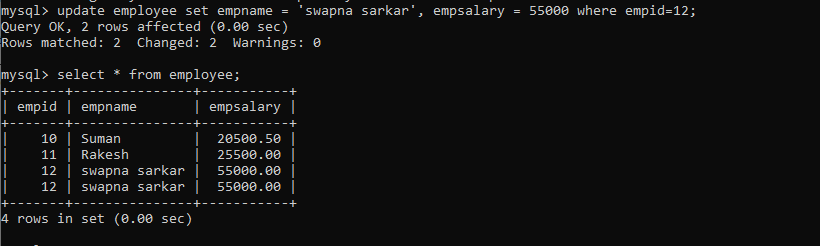 mysql> update employee set empname = 'swapna sarkar', empsalary = 55000 where empid=12;
Query OK, 2 rows affected (0.00 sec)
Rows matched: 2  Changed: 2  Warnings: 0
mysql> select * from employee;
+-------+---------------+-----------+
| empid | empname       | empsalary |
+-------+---------------+-----------+
|    10 | Suman         |  20500.50 |
|    11 | Rakesh        |  25500.00 |
|    12 | swapna sarkar |  55000.00 |
|    12 | swapna sarkar |  55000.00 |
+-------+---------------+-----------+
4 rows in set (0.00 sec)